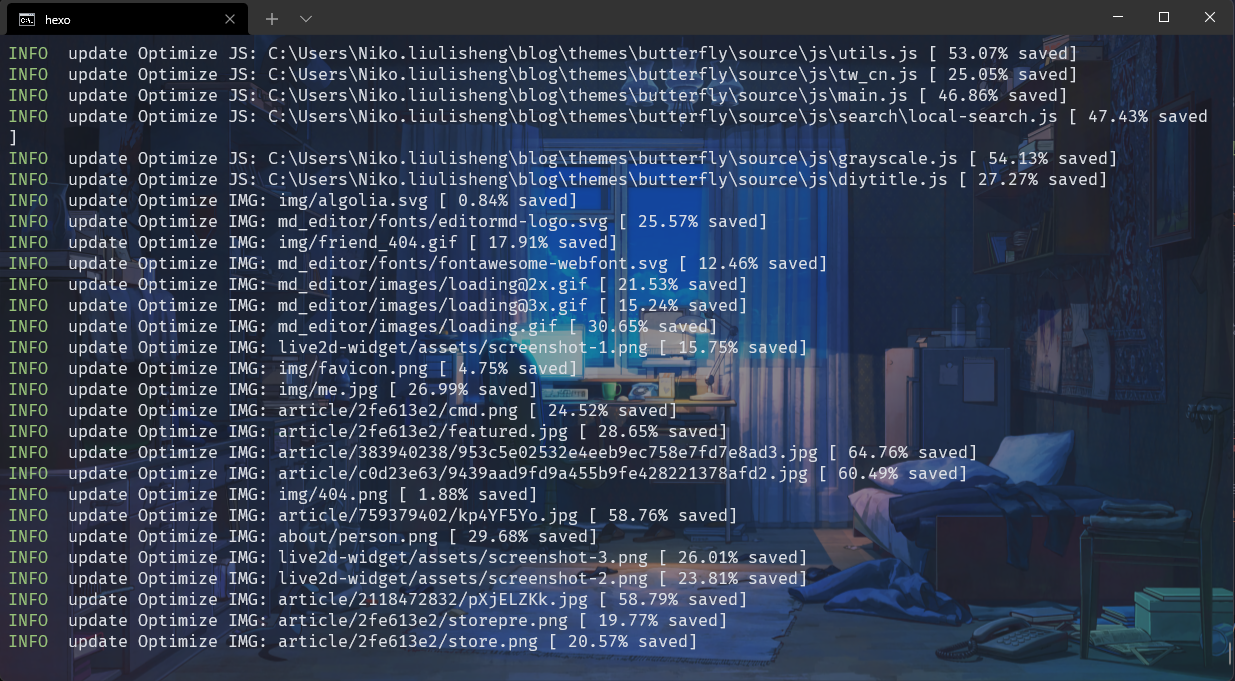 hexo
INFO  update Optimize JS: C:\Users\Niko.liulisheng\blog\themes\butterfly\source\js\utils.js [ 53.07% saved]
INFO  update Optimize JS: C:\Users\Niko.liulisheng\blog\themes\butterfly\source\js\tw_cn.js [ 25.05% saved]
INFO  update Optimize JS: C:\Users\Niko.liulisheng\blog\themes\butterfly\source\js\main.js [ 46.86% saved]
INFO  update Optimize JS: C:\Users\Niko.liulisheng\blog\themes\butterfly\source\js\search\local-search.js [ 47.43% saved
]
INFO  update Optimize JS: C:\Users\Niko.liulisheng\blog\themes\butterfly\source\js\grayscale.js [ 54.13% saved]
INFO  update Optimize JS: C:\Users\Niko.liulisheng\blog\themes\butterfly\source\js\diytitle.js [ 27.27% saved]
INFO  update Optimize IMG: img/algolia.svg [ 0.84% saved]
INFO  update Optimize IMG: md_editor/fonts/editormd-logo.svg [ 25.57% saved]
INFO  update Optimize IMG: img/friend_404.gif [ 17.91% saved]
INFO  update Optimize IMG: md_editor/fonts/fontawesome-webfont.svg [ 12.46% saved]
INFO  update Optimize IMG: md_editor/images/loading@2x.gif [ 21.53% saved]
INFO  update Optimize IMG: md_editor/images/loading@3x.gif [ 15.24% saved]
INFO  update Optimize IMG: md_editor/images/loading.gif [ 30.65% saved]
INFO  update Optimize IMG: live2d-widget/assets/screenshot-1.png [ 15.75% saved]
INFO  update Optimize IMG: img/favicon.png [ 4.75% saved]
INFO  update Optimize IMG: img/me.jpg [ 26.99% saved]
INFO  update Optimize IMG: article/2fe613e2/cmd.png [ 24.52% saved]
INFO  update Optimize IMG: article/2fe613e2/featured.jpg [ 28.65% saved]
INFO  update Optimize IMG: article/383940238/953c5e02532e4eeb9ec758e7fd7e8ad3.jpg [ 64.76% saved]
INFO  update Optimize IMG: article/c0d23e63/9439aad9fd9a455b9fe428221378afd2.jpg [ 60.49% saved]
INFO  update Optimize IMG: img/404.png [ 1.88% saved]
INFO  update Optimize IMG: article/759379402/kp4YF5Yo.jpg [ 58.76% saved]
INFO  update Optimize IMG: about/person.png [ 29.68% saved]
INFO  update Optimize IMG: live2d-widget/assets/screenshot-3.png [ 26.01% saved]
INFO  update Optimize IMG: live2d-widget/assets/screenshot-2.png [ 23.81% saved]
INFO  update Optimize IMG: article/2118472832/pXjELZKk.jpg [ 58.79% saved]
INFO  update Optimize IMG: article/2fe613e2/storepre.png [ 19.77% saved]
INFO  update Optimize IMG: article/2fe613e2/store.png [ 20.57% saved]